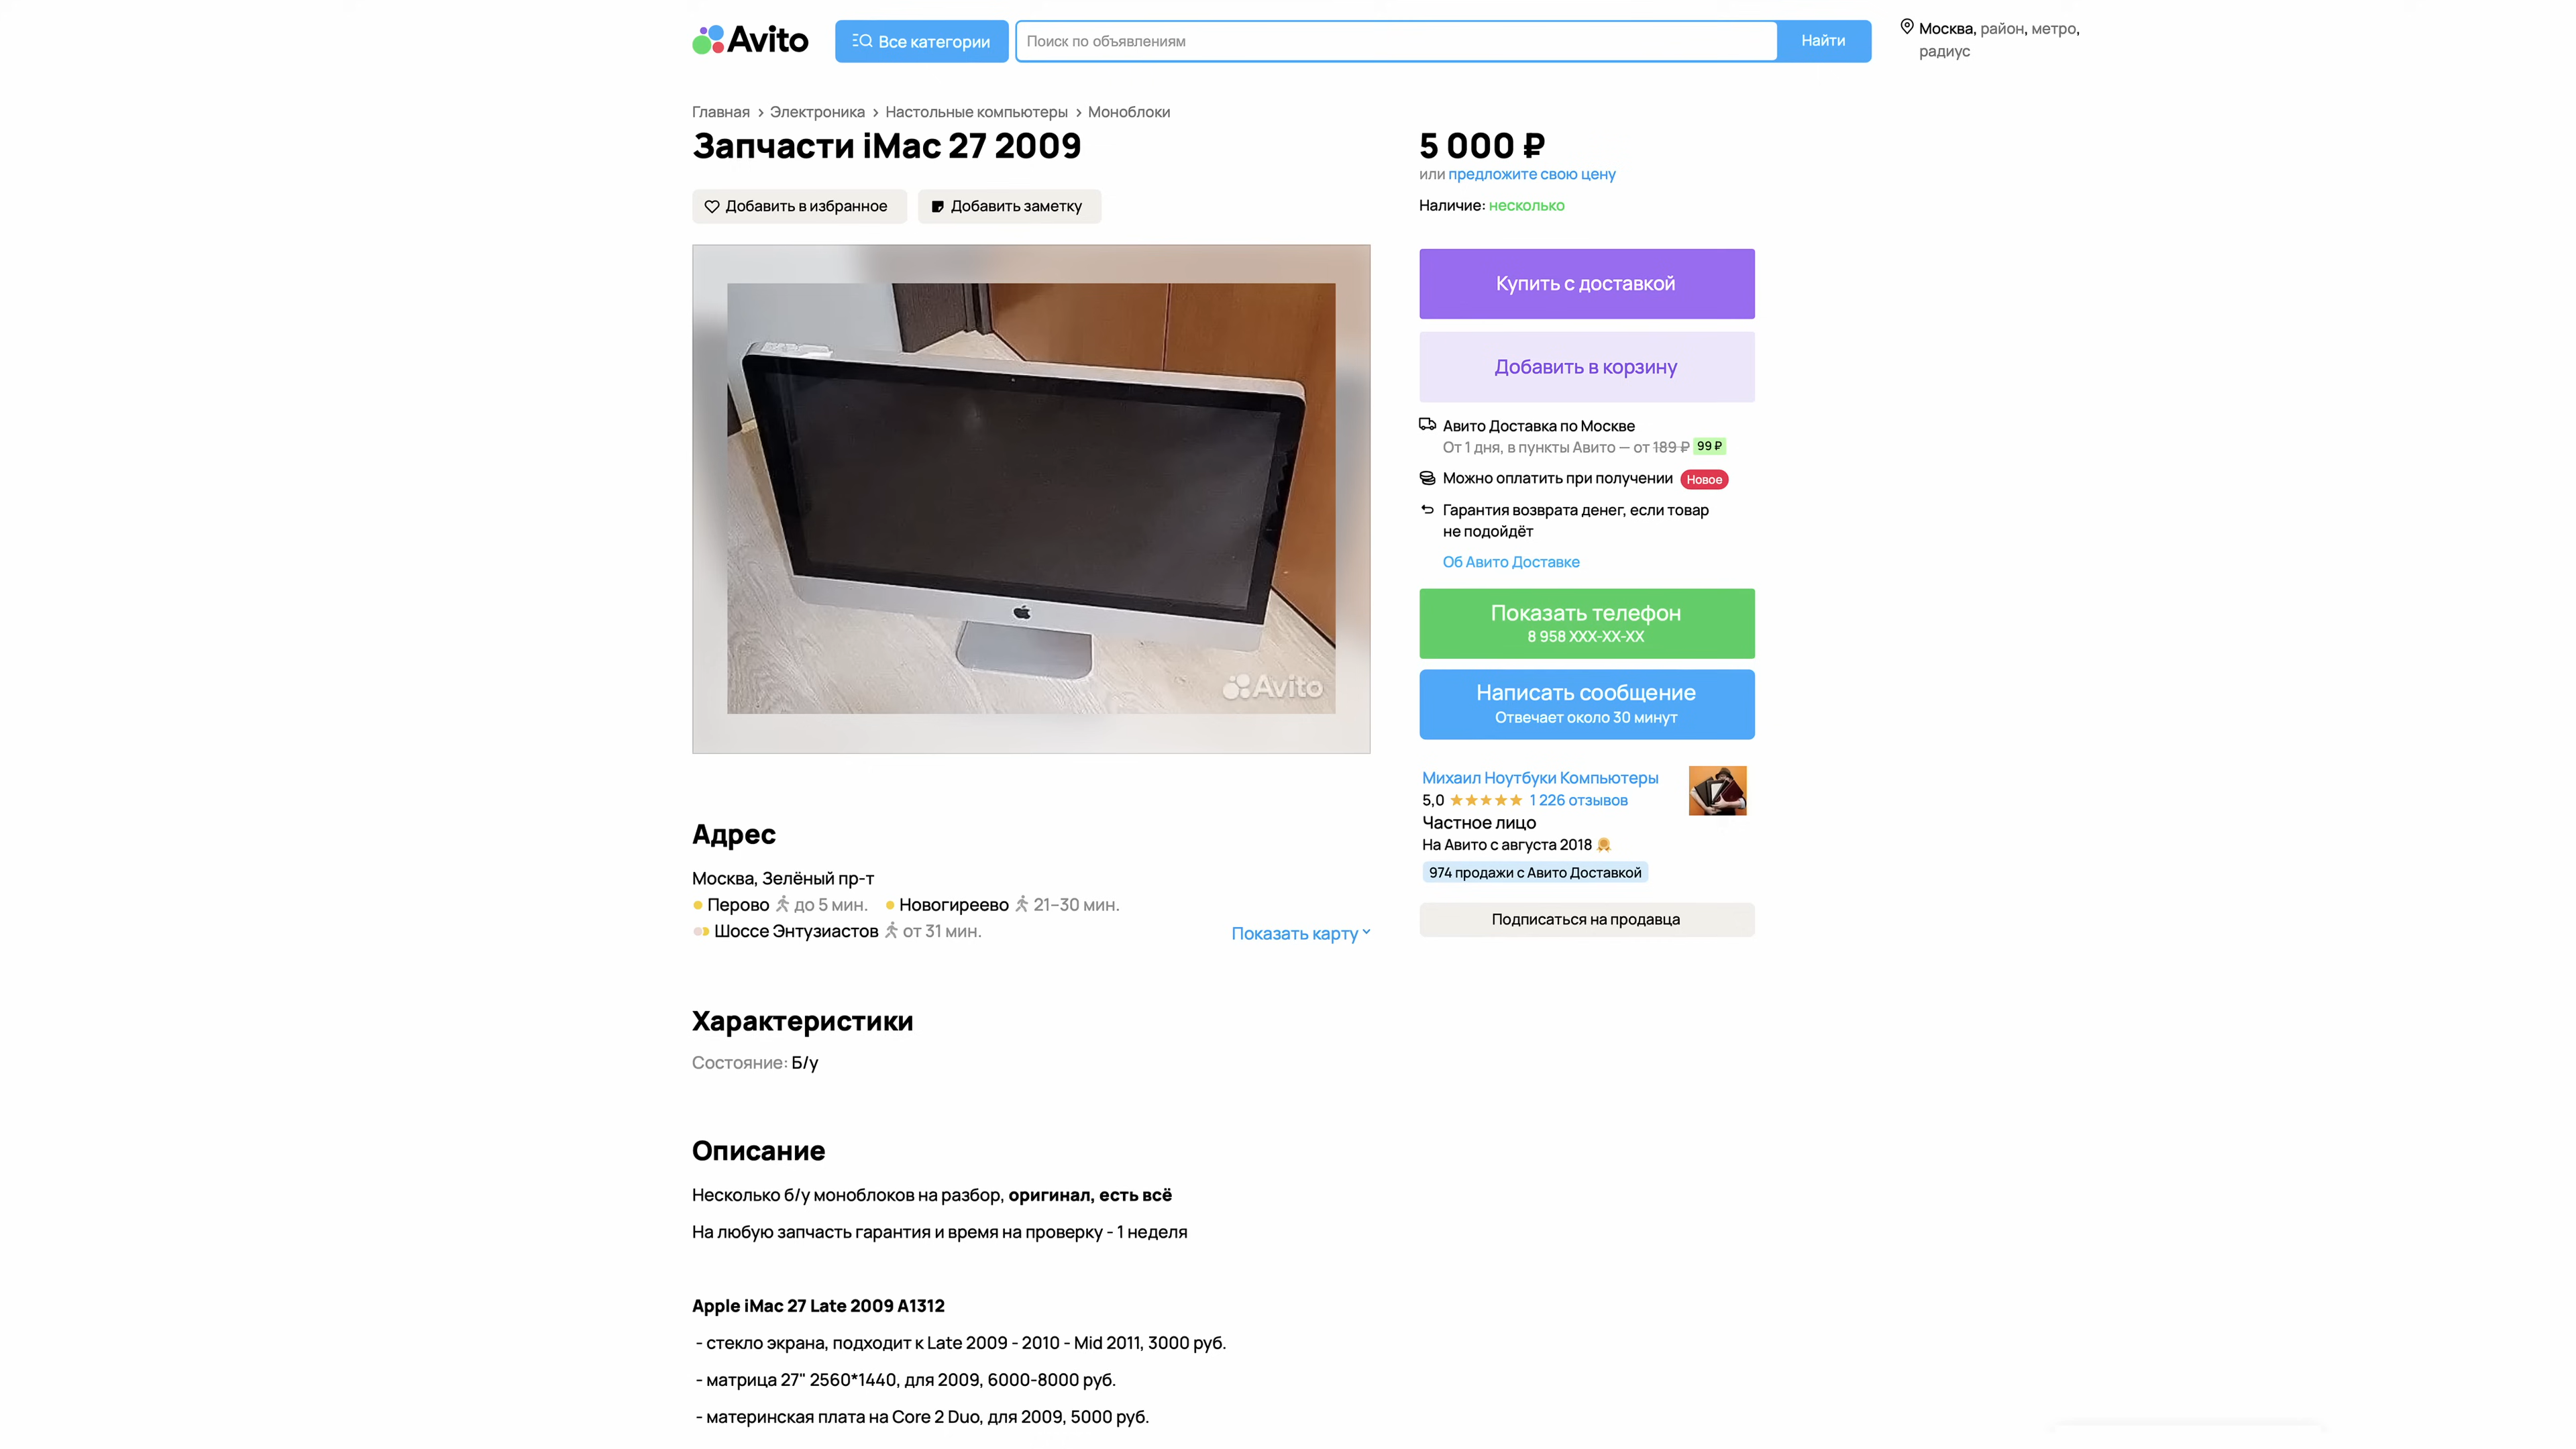 Avito
Все категории
Поиск по объявлениям
Найти
Москва, район, метро,
радиус
Главная › Электроника › Настольные компьютеры › Моноблоки
Запчасти iMac 27 2009
Добавить в избранное
Добавить заметку
Avito
Адрес
Москва, Зелёный пр-т
Перово до 5 мин. Новогиреево 21–30 мин.
Шоссе Энтузиастов от 31 мин.
Показать карту
Характеристики
Состояние: Б/у
Описание
Несколько б/у моноблоков на разбор, оригинал, есть всё
На любую запчасть гарантия и время на проверку - 1 неделя
Apple iMac 27 Late 2009 A1312
- стекло экрана, подходит к Late 2009 - 2010 - Mid 2011, 3000 руб.
- матрица 27" 2560*1440, для 2009, 6000-8000 руб.
- материнская плата на Core 2 Duo, для 2009, 5000 руб.
5 000 ₽
или предложите свою цену
Наличие: несколько
Купить с доставкой
Добавить в корзину
Авито Доставка по Москве
От 1 дня, в пункты Авито — от 189 ₽ 99 ₽
Можно оплатить при получении Новое
Гарантия возврата денег, если товар
не подойдёт
Об Авито Доставке
Показать телефон
8 958 XXX-XX-XX
Написать сообщение
Отвечает около 30 минут
Михаил Ноутбуки Компьютеры
5,0 ★★★★★ 1 226 отзывов
Частное лицо
На Авито с августа 2018
974 продажи с Авито Доставкой
Подписаться на продавца